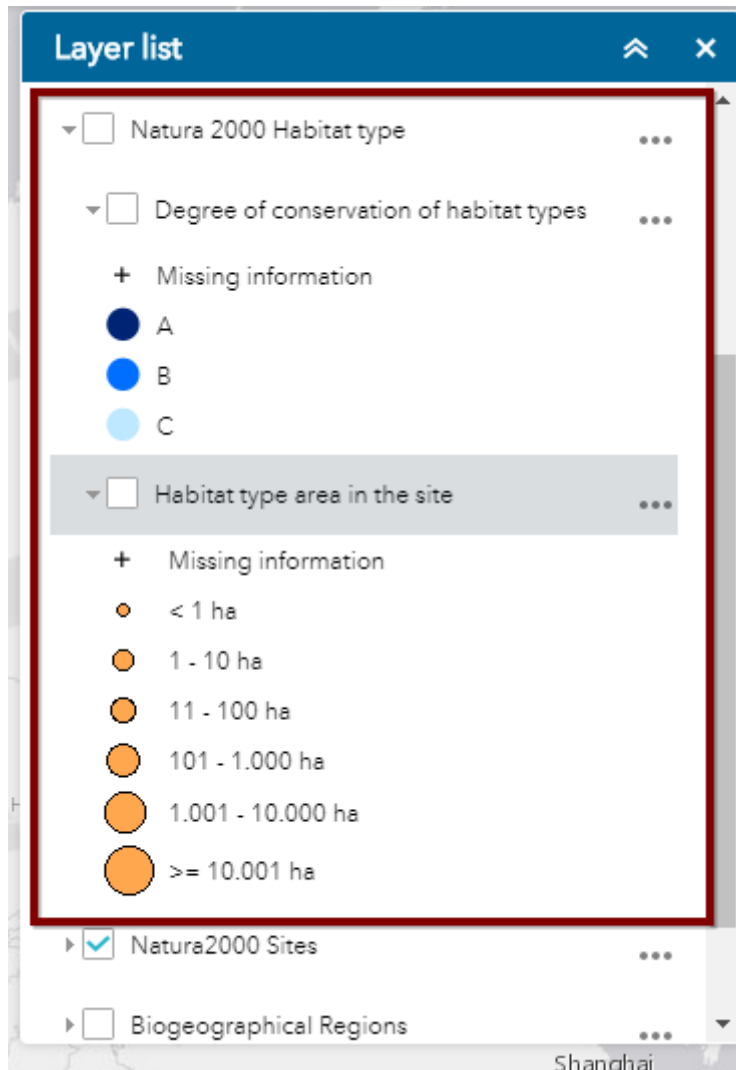 Layer list
Natura 2000 Habitat type
Degree of conservation of habitat types
Missing information
A
B
C
Habitat type area in the site
Missing information
< 1 ha
1 - 10 ha
11 - 100 ha
101 - 1.000 ha
1.001 - 10.000 ha
>= 10.001 ha
Natura2000 Sites
Biogeographical Regions
Shanghai